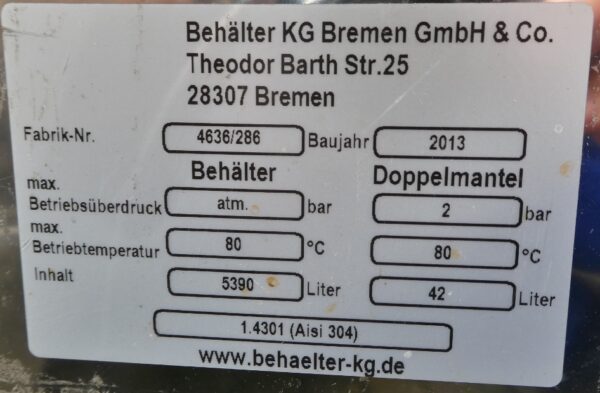 Behälter KG Bremen GmbH & Co.
Theodor Barth Str.25
28307 Bremen
Fabrik-Nr. 4636/286 Baujahr 2013
Behälter Doppelmantel
max.
Betriebsüberdruck atm. bar 2 bar
max.
Betriebtemperatur 80 °C 80 °C
Inhalt 5390 Liter 42 Liter
1.4301 (Aisi 304)
www.behaelter-kg.de